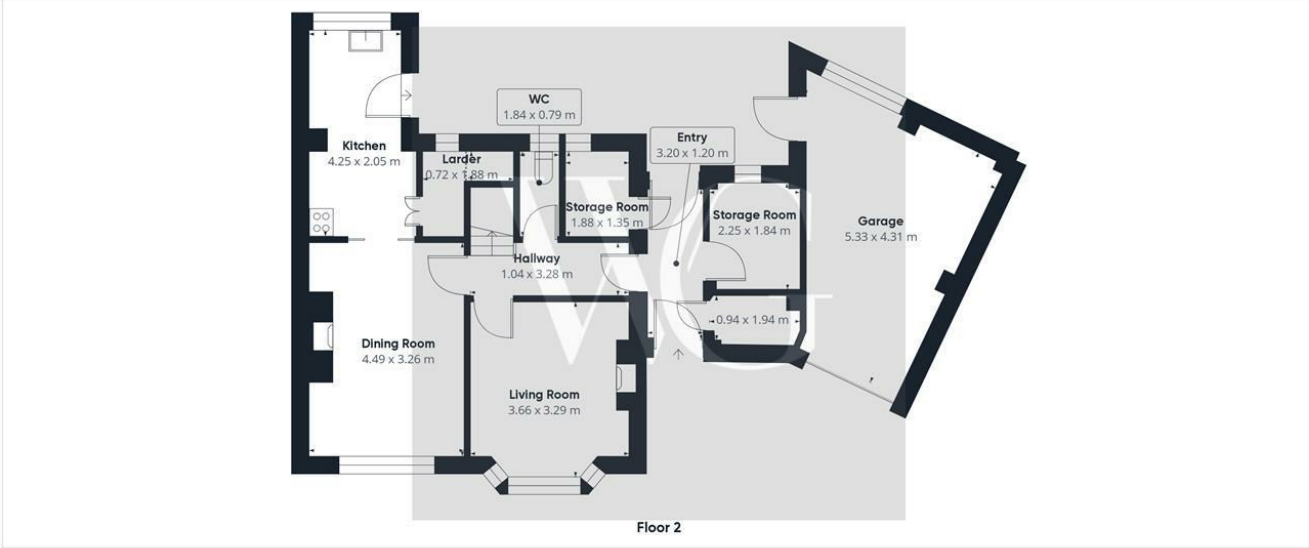 WC
1.84 x 0.79 m
Entry
3.20 x 1.20 m
Kitchen
4.25 x 2.05 m
Larder
0.72 x 1.88 m
Storage Room
1.88 x 1.35 m
Storage Room
2.25 x 1.84 m
Garage
5.33 x 4.31 m
Hallway
1.04 x 3.28 m
0.94 x 1.94 m
Dining Room
4.49 x 3.26 m
Living Room
3.66 x 3.29 m
WG
Floor 2